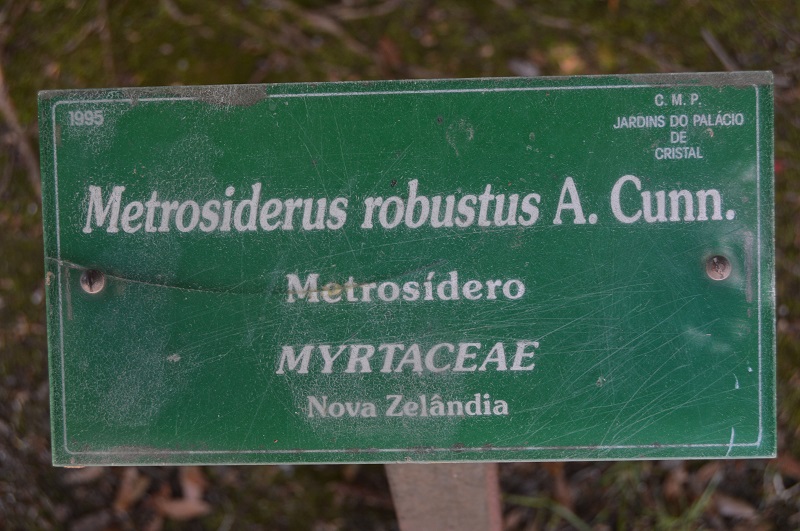 1995
C. M. P.
JARDINS DO PALÁCIO
DE
CRISTAL
Metrosiderus robustus A. Cunn.
Metrosídero
MYRTACEAE
Nova Zelândia